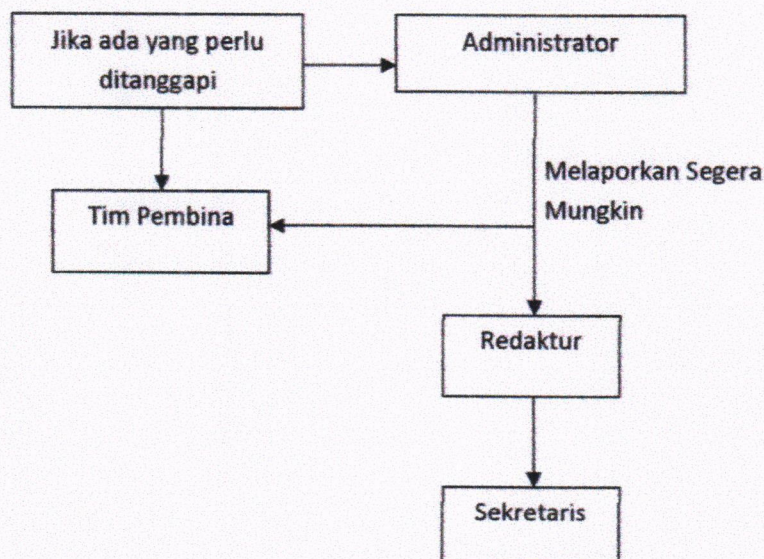 Jika ada yang perlu
ditanggapi
Administrator
Melaporkan Segera
Mungkin
Tim Pembina
Redaktur
Sekretaris